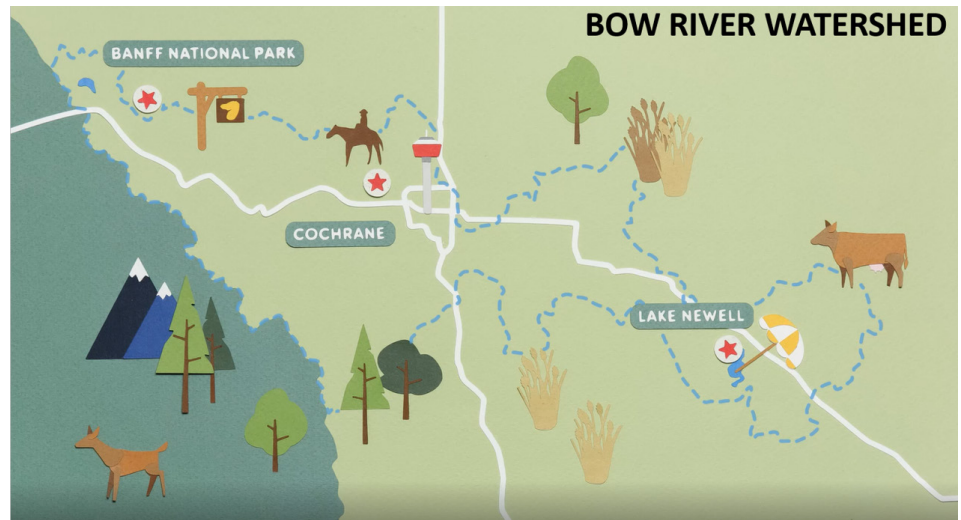 BOW RIVER WATERSHED
BANFF NATIONAL PARK
COCHRANE
LAKE NEWELL